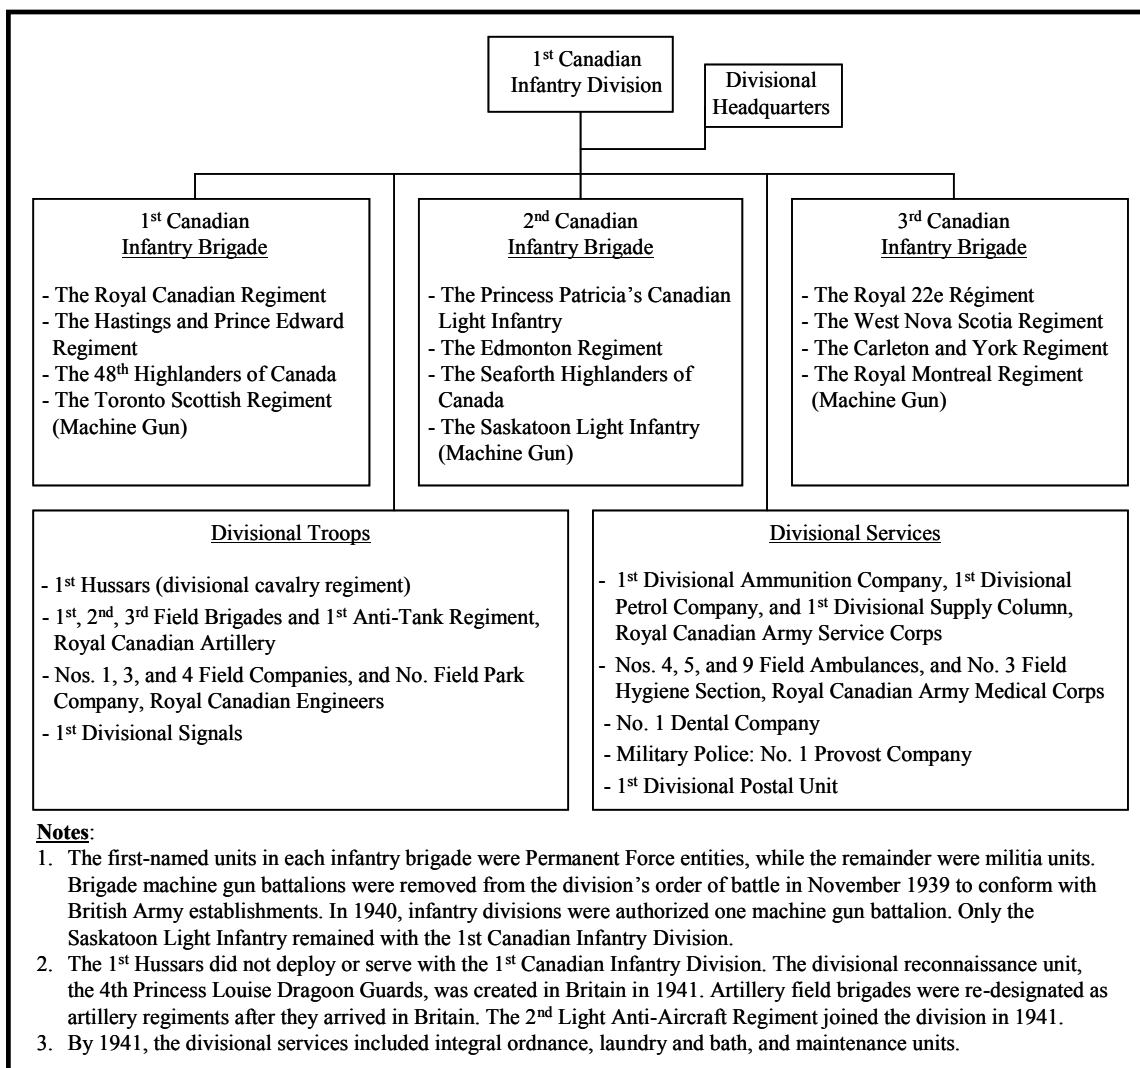 1st Canadian
Infantry Division
Divisional
Headquarters
1st Canadian
Infantry Brigade
- The Royal Canadian Regiment
- The Hastings and Prince Edward
Regiment
- The 48th Highlanders of Canada
- The Toronto Scottish Regiment
(Machine Gun)
2nd Canadian
Infantry Brigade
- The Princess Patricia's Canadian
Light Infantry
- The Edmonton Regiment
- The Seaforth Highlanders of
Canada
- The Saskatoon Light Infantry
(Machine Gun)
3rd Canadian
Infantry Brigade
- The Royal 22e Régiment
- The West Nova Scotia Regiment
- The Carleton and York Regiment
- The Royal Montreal Regiment
(Machine Gun)
Divisional Troops
- 1st Hussars (divisional cavalry regiment)
- 1st, 2nd, 3rd Field Brigades and 1st Anti-Tank Regiment,
Royal Canadian Artillery
- Nos. 1, 3, and 4 Field Companies, and No. Field Park
Company, Royal Canadian Engineers
- 1st Divisional Signals
Divisional Services
- 1st Divisional Ammunition Company, 1st Divisional
Petrol Company, and 1st Divisional Supply Column,
Royal Canadian Army Service Corps
- Nos. 4, 5, and 9 Field Ambulances, and No. 3 Field
Hygiene Section, Royal Canadian Army Medical Corps
- No. 1 Dental Company
- Military Police: No. 1 Provost Company
- 1st Divisional Postal Unit
Notes:
1. The first-named units in each infantry brigade were Permanent Force entities, while the remainder were militia units.
Brigade machine gun battalions were removed from the division's order of battle in November 1939 to conform with
British Army establishments. In 1940, infantry divisions were authorized one machine gun battalion. Only the
Saskatoon Light Infantry remained with the 1st Canadian Infantry Division.
2. The 1st Hussars did not deploy or serve with the 1st Canadian Infantry Division. The divisional reconnaissance unit,
the 4th Princess Louise Dragoon Guards, was created in Britain in 1941. Artillery field brigades were re-designated as
artillery regiments after they arrived in Britain. The 2nd Light Anti-Aircraft Regiment joined the division in 1941.
3. By 1941, the divisional services included integral ordnance, laundry and bath, and maintenance units.